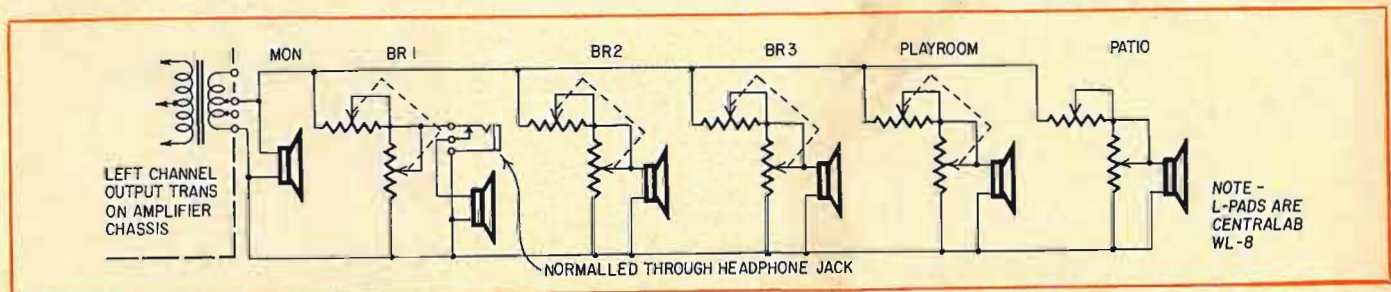 MON
BR 1
BR2
BR3
PLAYROOM
PATIO
LEFT CHANNEL
OUTPUT TRANS
ON AMPLIFIER
CHASSIS
NOTE -
L-PADS ARE
CENTRALAB
WL-8
NORMALLED THROUGH HEADPHONE JACK